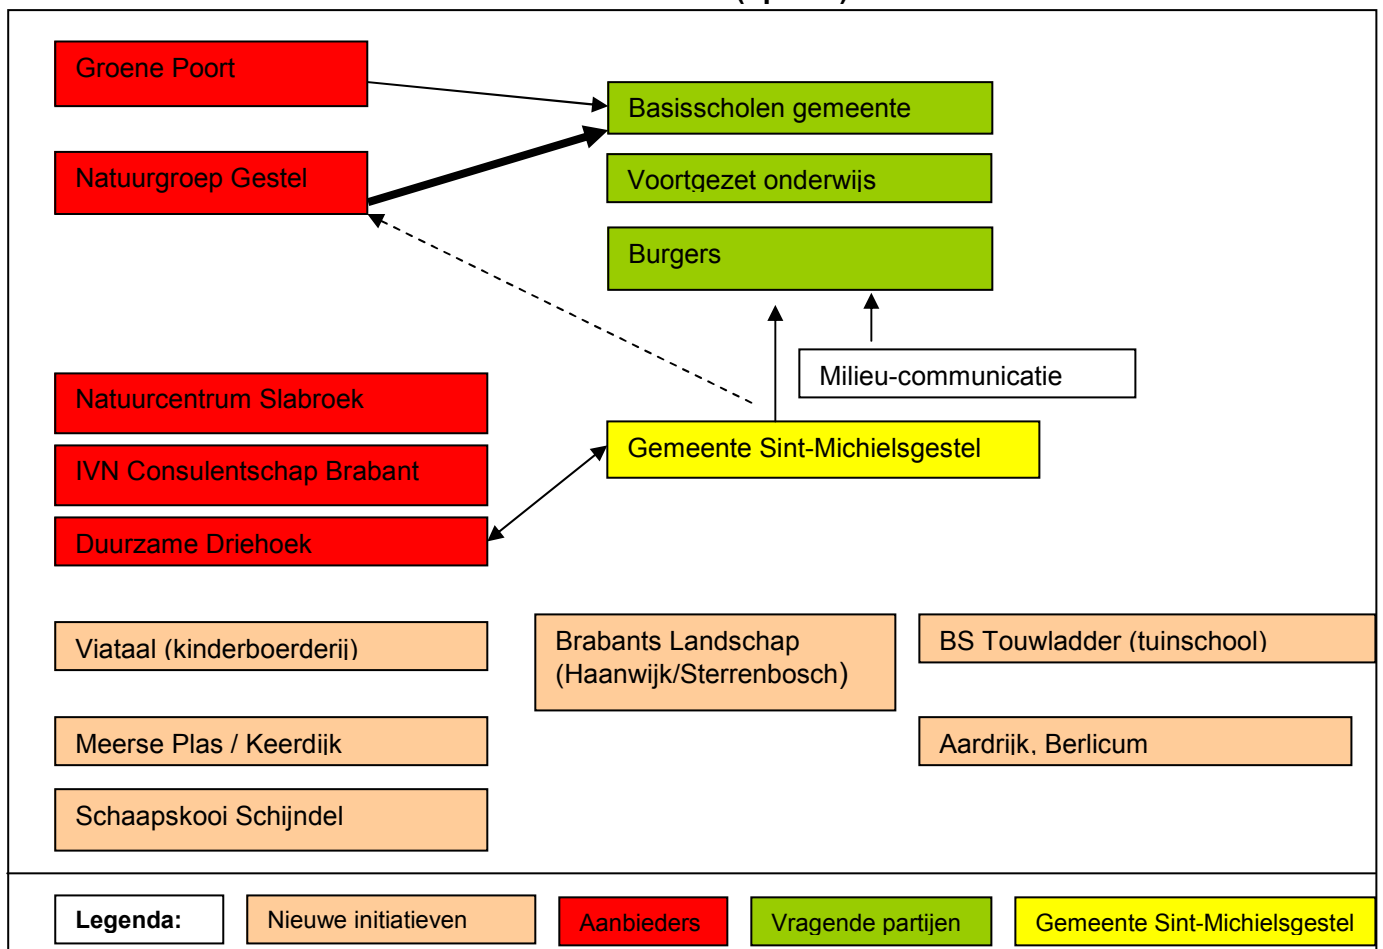 Groene Poort
Basisscholen gemeente
Natuurgroep Gestel
Voortgezet onderwijs
Burgers
Milieu-communicatie
Natuurcentrum Slabroek
Gemeente Sint-Michielsgestel
IVN Consulentschap Brabant
Duurzame Driehoek
Viataal (kinderboerderij)
Brabants Landschap
(Haanwijk/Sterrenbosch)
BS Touwladder (tuinschool)
Meerse Plas / Keerdijk
Aardrijk, Berlicum
Schaapskooi Schijndel
Legenda:
Nieuwe initiatieven
Aanbieders
Vragende partijen
Gemeente Sint-Michielsgestel